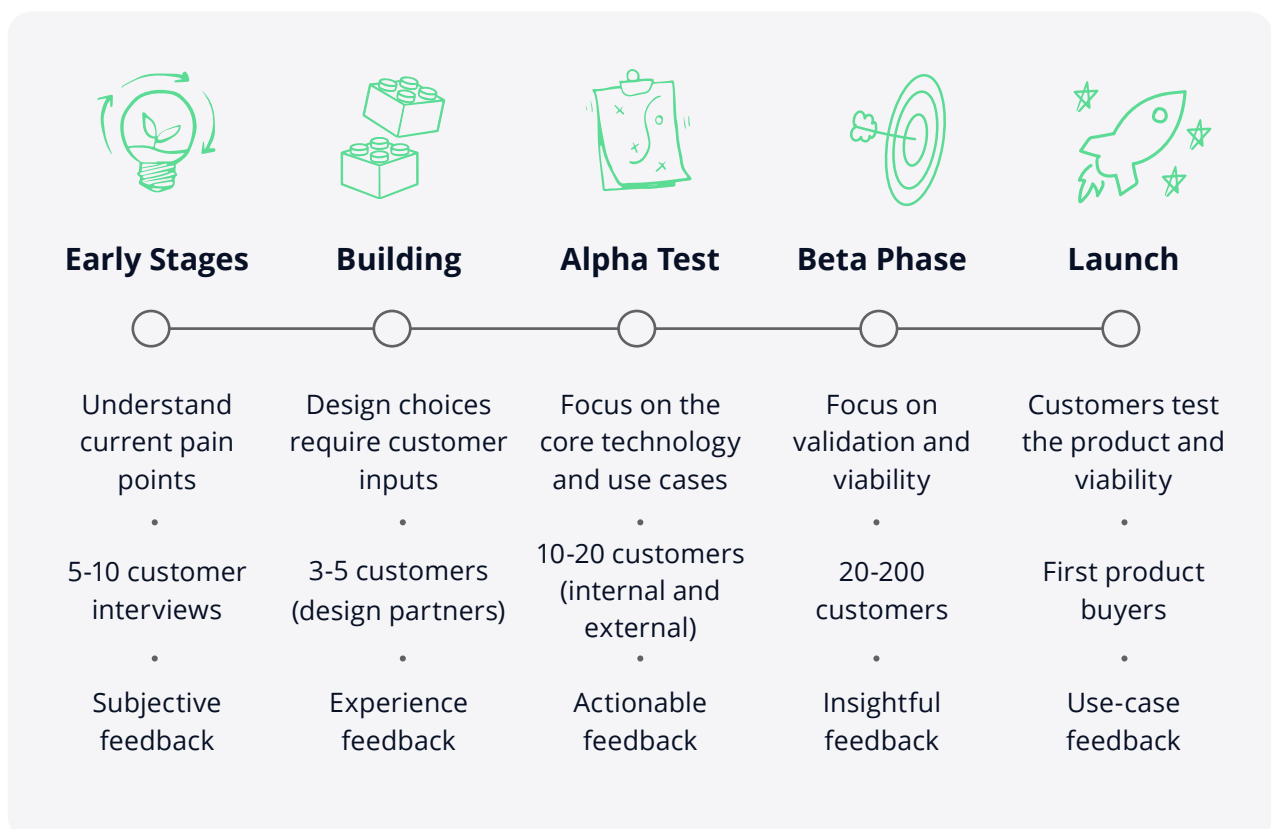 Early Stages
Building
Alpha Test
Beta Phase
Launch
Understand
current pain
points
Design choices
require customer
inputs
Focus on the
core technology
and use cases
Focus on
validation and
viability
Customers test
the product and
viability
5-10 customer
interviews
3-5 customers
(design partners)
10-20 customers
(internal and
external)
20-200
customers
First product
buyers
Subjective
feedback
Experience
feedback
Actionable
feedback
Insightful
feedback
Use-case
feedback